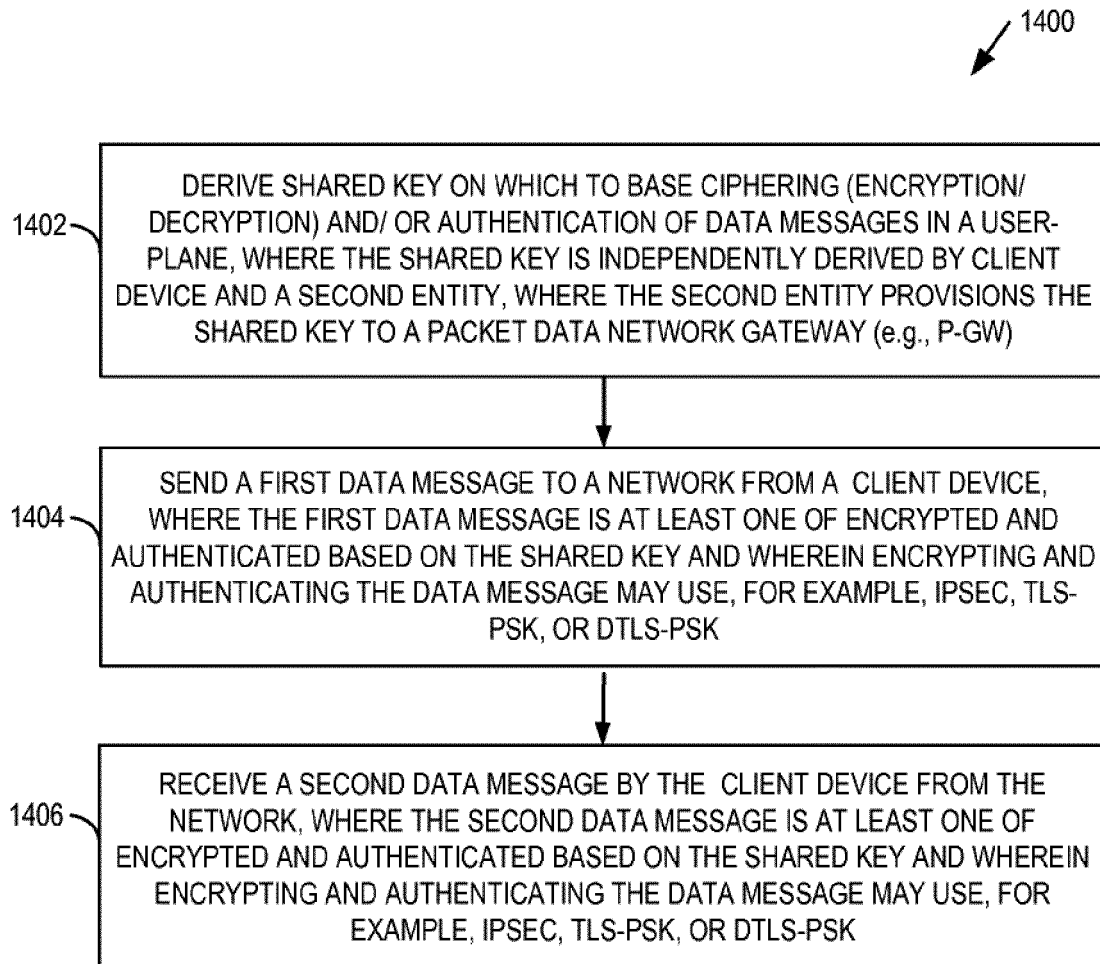 1400
1402
DERIVE SHARED KEY ON WHICH TO BASE CIPHERING (ENCRYPTION/
DECRYPTION) AND/ OR AUTHENTICATION OF DATA MESSAGES IN A USER-
PLANE, WHERE THE SHARED KEY IS INDEPENDENTLY DERIVED BY CLIENT
DEVICE AND A SECOND ENTITY, WHERE THE SECOND ENTITY PROVISIONS THE
SHARED KEY TO A PACKET DATA NETWORK GATEWAY (e.g., P-GW)
1404
SEND A FIRST DATA MESSAGE TO A NETWORK FROM A CLIENT DEVICE,
WHERE THE FIRST DATA MESSAGE IS AT LEAST ONE OF ENCRYPTED AND
AUTHENTICATED BASED ON THE SHARED KEY AND WHEREIN ENCRYPTING AND
AUTHENTICATING THE DATA MESSAGE MAY USE, FOR EXAMPLE, IPSEC, TLS-
PSK, OR DTLS-PSK
1406
RECEIVE A SECOND DATA MESSAGE BY THE CLIENT DEVICE FROM THE
NETWORK, WHERE THE SECOND DATA MESSAGE IS AT LEAST ONE OF
ENCRYPTED AND AUTHENTICATED BASED ON THE SHARED KEY AND WHEREIN
ENCRYPTING AND AUTHENTICATING THE DATA MESSAGE MAY USE, FOR
EXAMPLE, IPSEC, TLS-PSK, OR DTLS-PSK